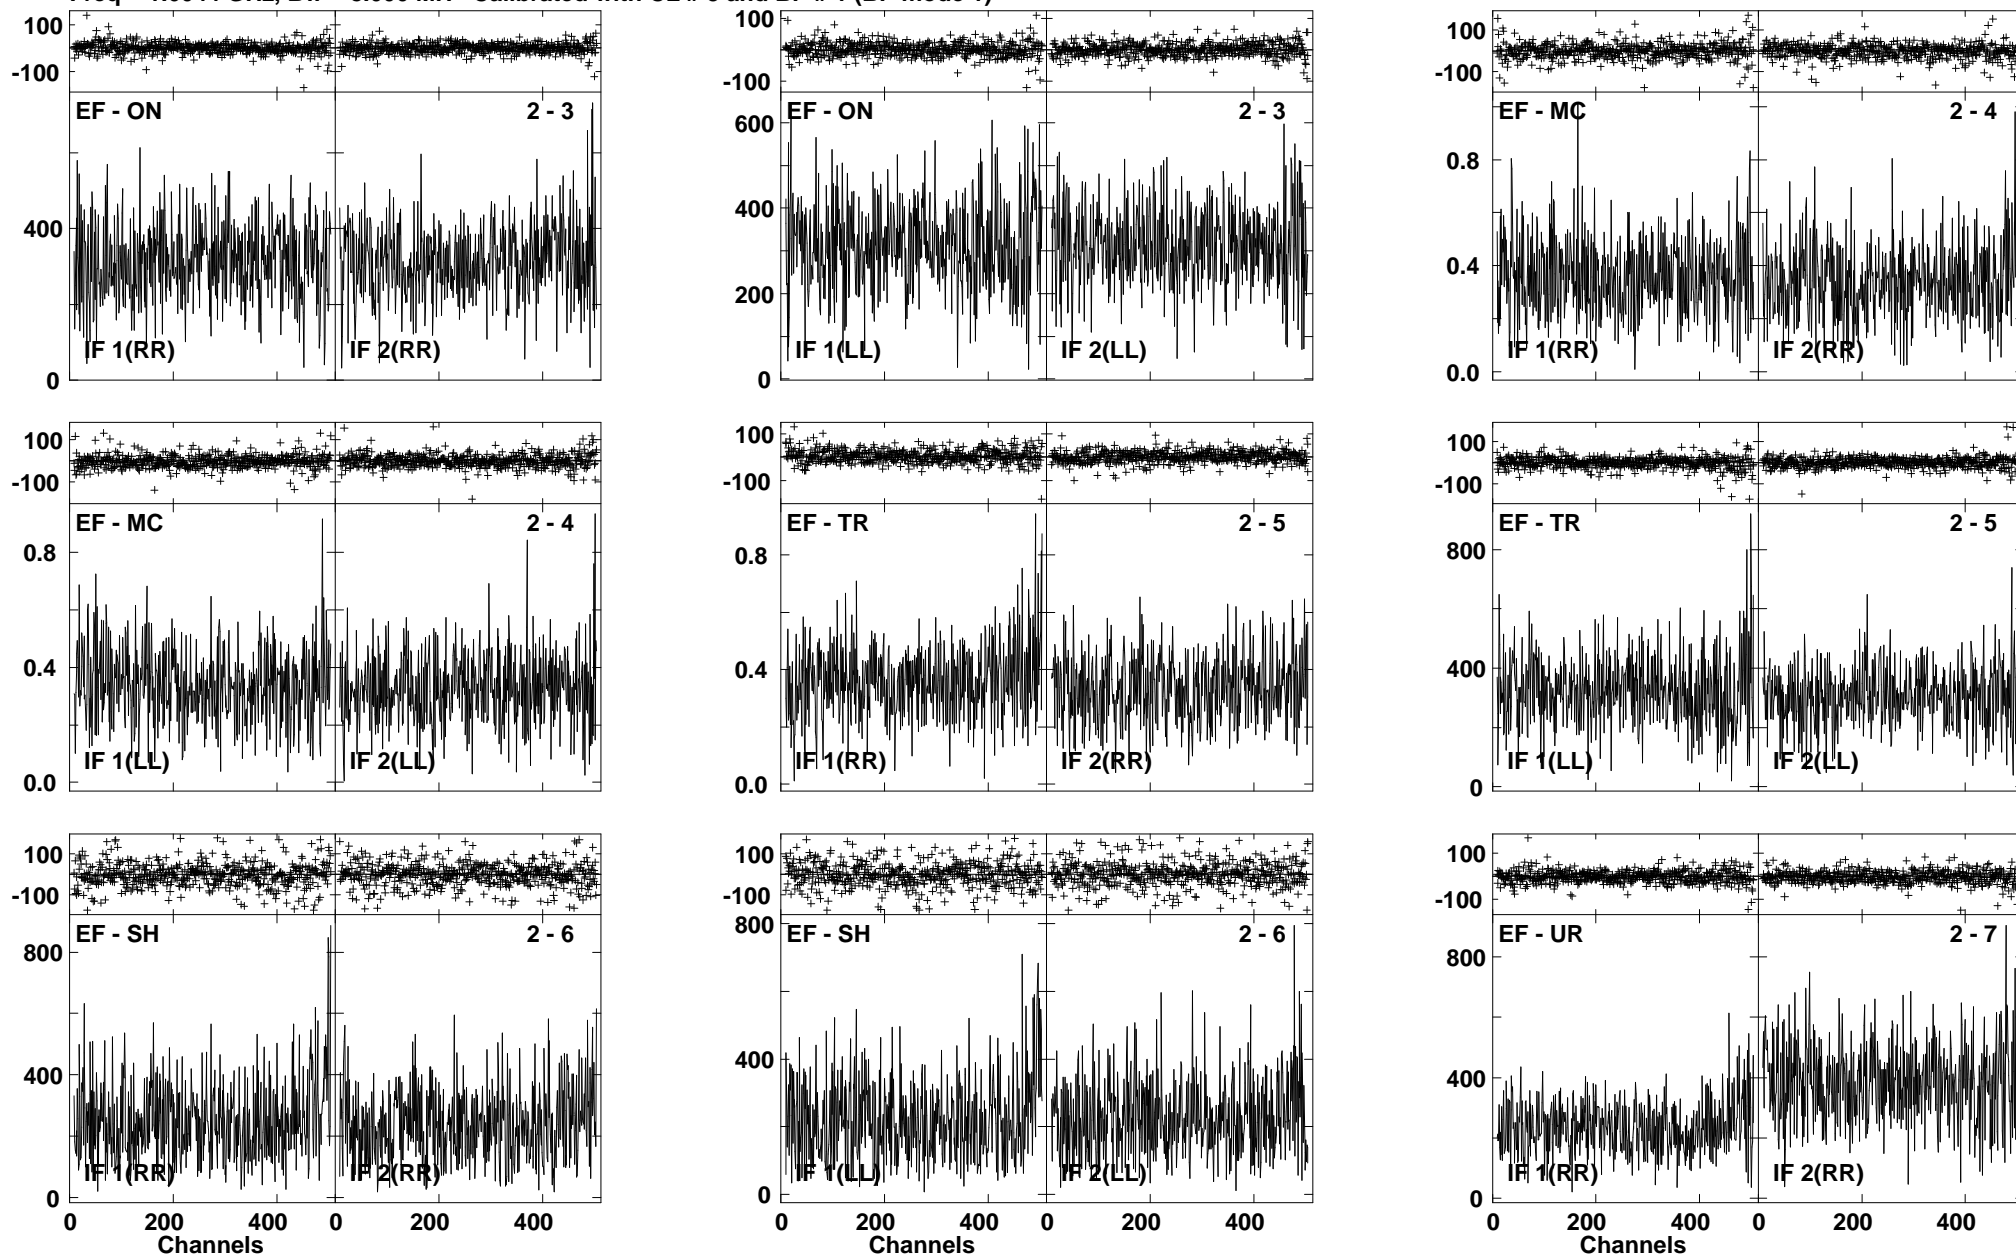 100
-100
EF - ON 2 - 3
400
0
IF 1(RR) IF 2(RR)
100
-100
EF - ON 2 - 3
600
400
200
0
IF 1(LL) IF 2(LL)
100
-100
EF - MC 2 - 4
0.8
0.4
0.0
IF 1(RR) IF 2(RR)
100
-100
EF - MC 2 - 4
0.8
0.4
0.0
IF 1(LL) IF 2(LL)
100
-100
EF - TR 2 - 5
0.8
0.4
0.0
IF 1(RR) IF 2(RR)
100
-100
EF - TR 2 - 5
800
400
0
IF 1(LL) IF 2(LL)
100
-100
EF - SH 2 - 6
800
400
0
IF 1(RR) IF 2(RR)
0 200 400 0 200 400
Channels
100
-100
EF - SH 2 - 6
800
400
0
IF 1(LL) IF 2(LL)
0 200 400 0 200 400
Channels
100
-100
EF - UR 2 - 7
800
400
0
IF 1(RR) IF 2(RR)
0 200 400 0 200 400
Channels